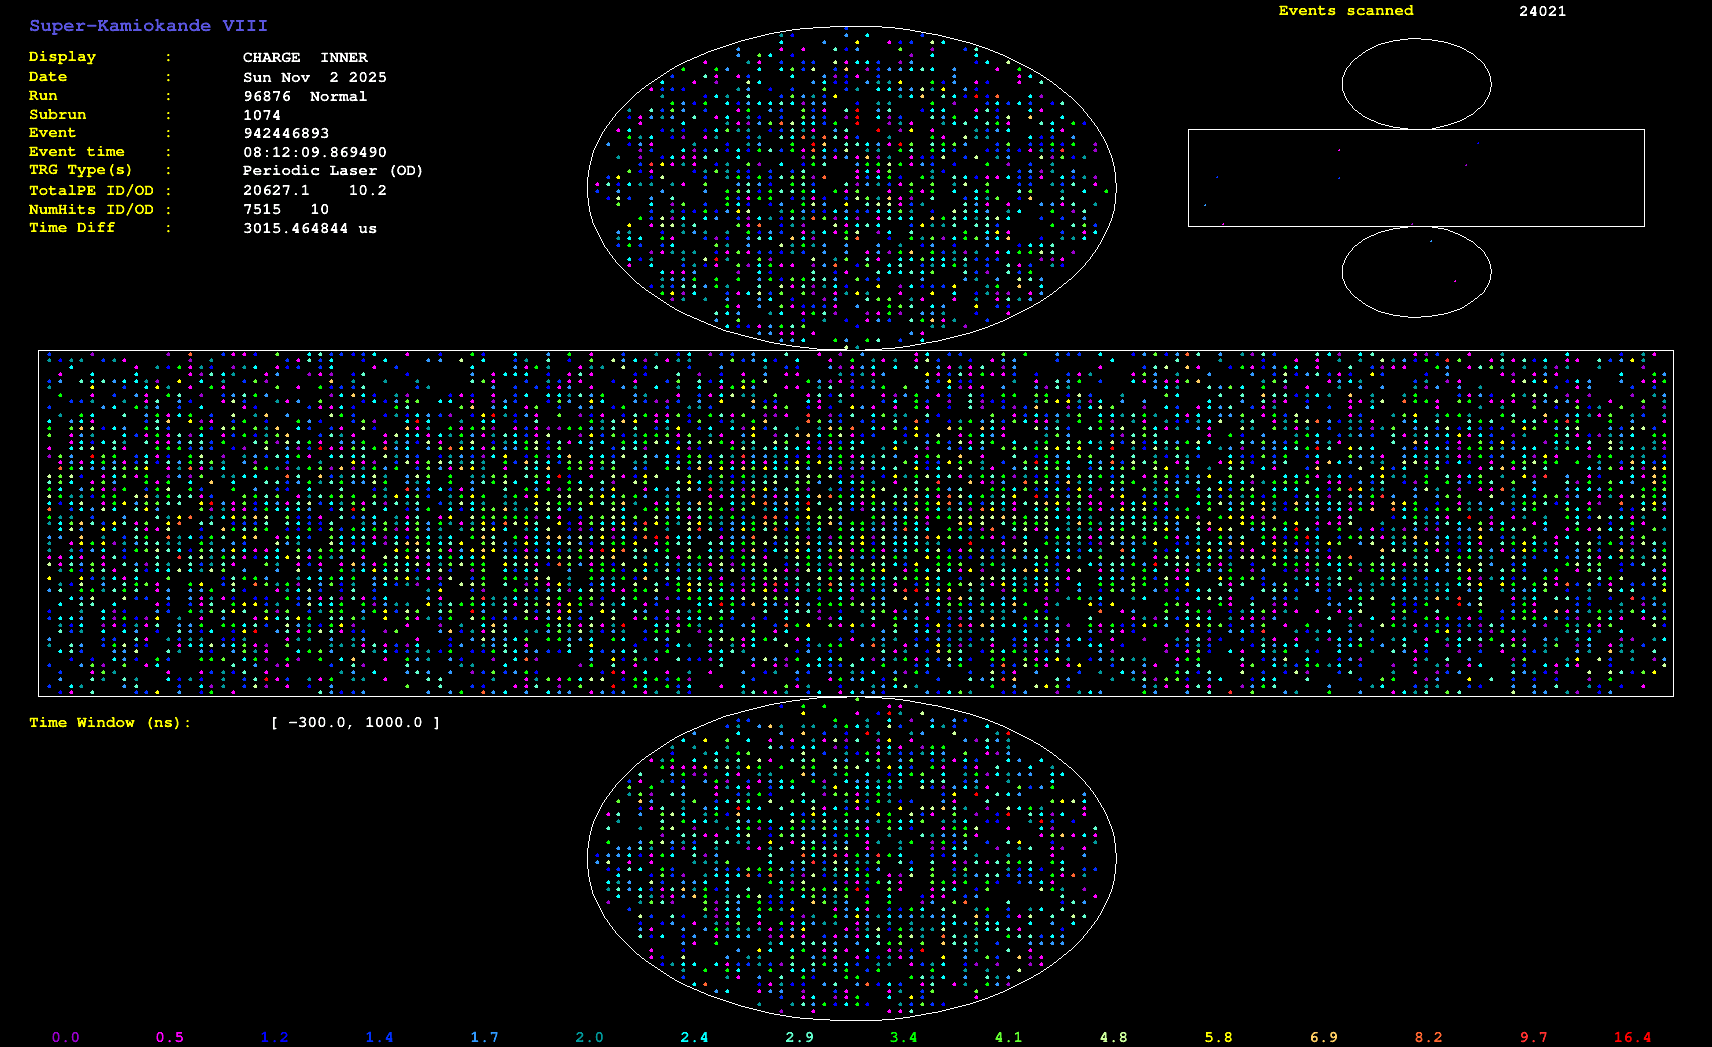 Super-Kamiokande VIII
Events scanned 24021
Display : CHARGE INNER
Date : Sun Nov 2 2025
Run : 96876 Normal
Subrun : 1074
Event : 942446893
Event time : 08:12:09.869490
TRG Type(s) : Periodic Laser (OD)
TotalPE ID/OD : 20627.1 10.2
NumHits ID/OD : 7515 10
Time Diff : 3015.464844 us
Time Window (ns): [ -300.0, 1000.0 ]
0.0 0.5 1.2 1.4 1.7 2.0 2.4 2.9 3.4 4.1 4.8 5.8 6.9 8.2 9.7 16.4